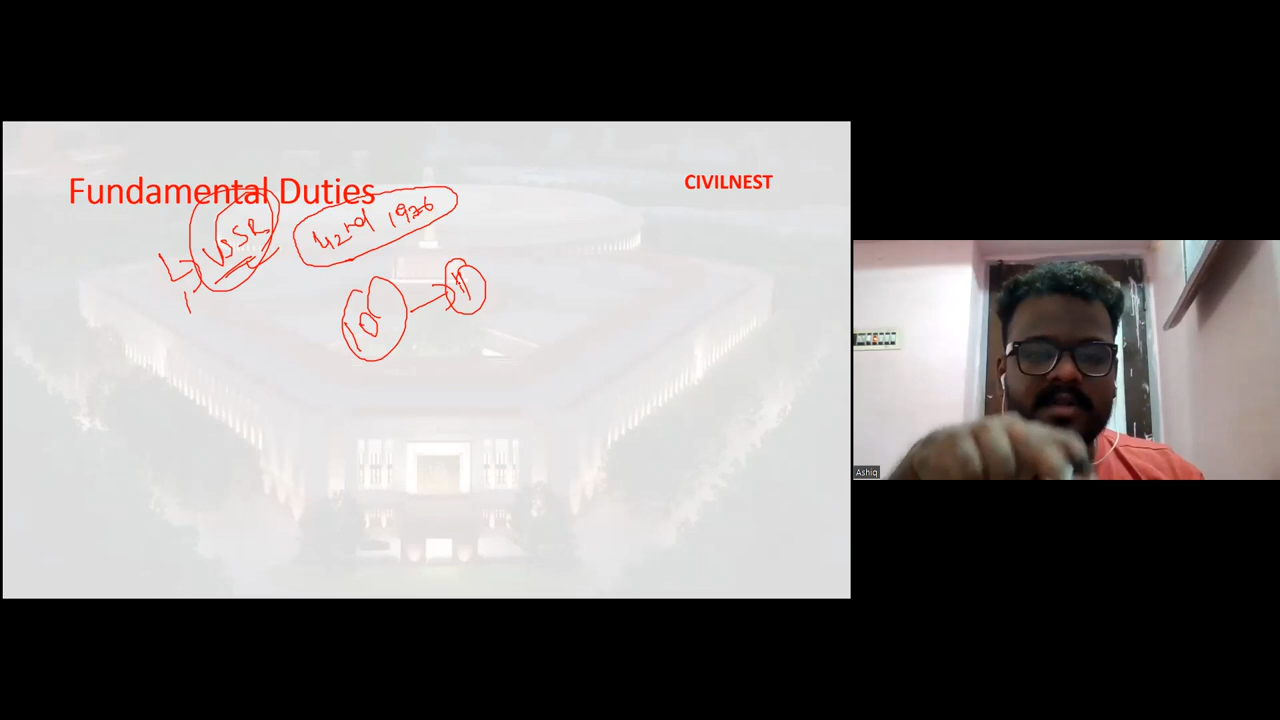 Fundamental Duties
CIVILNEST
USSR
42nd 1976
10
11
Ashiq